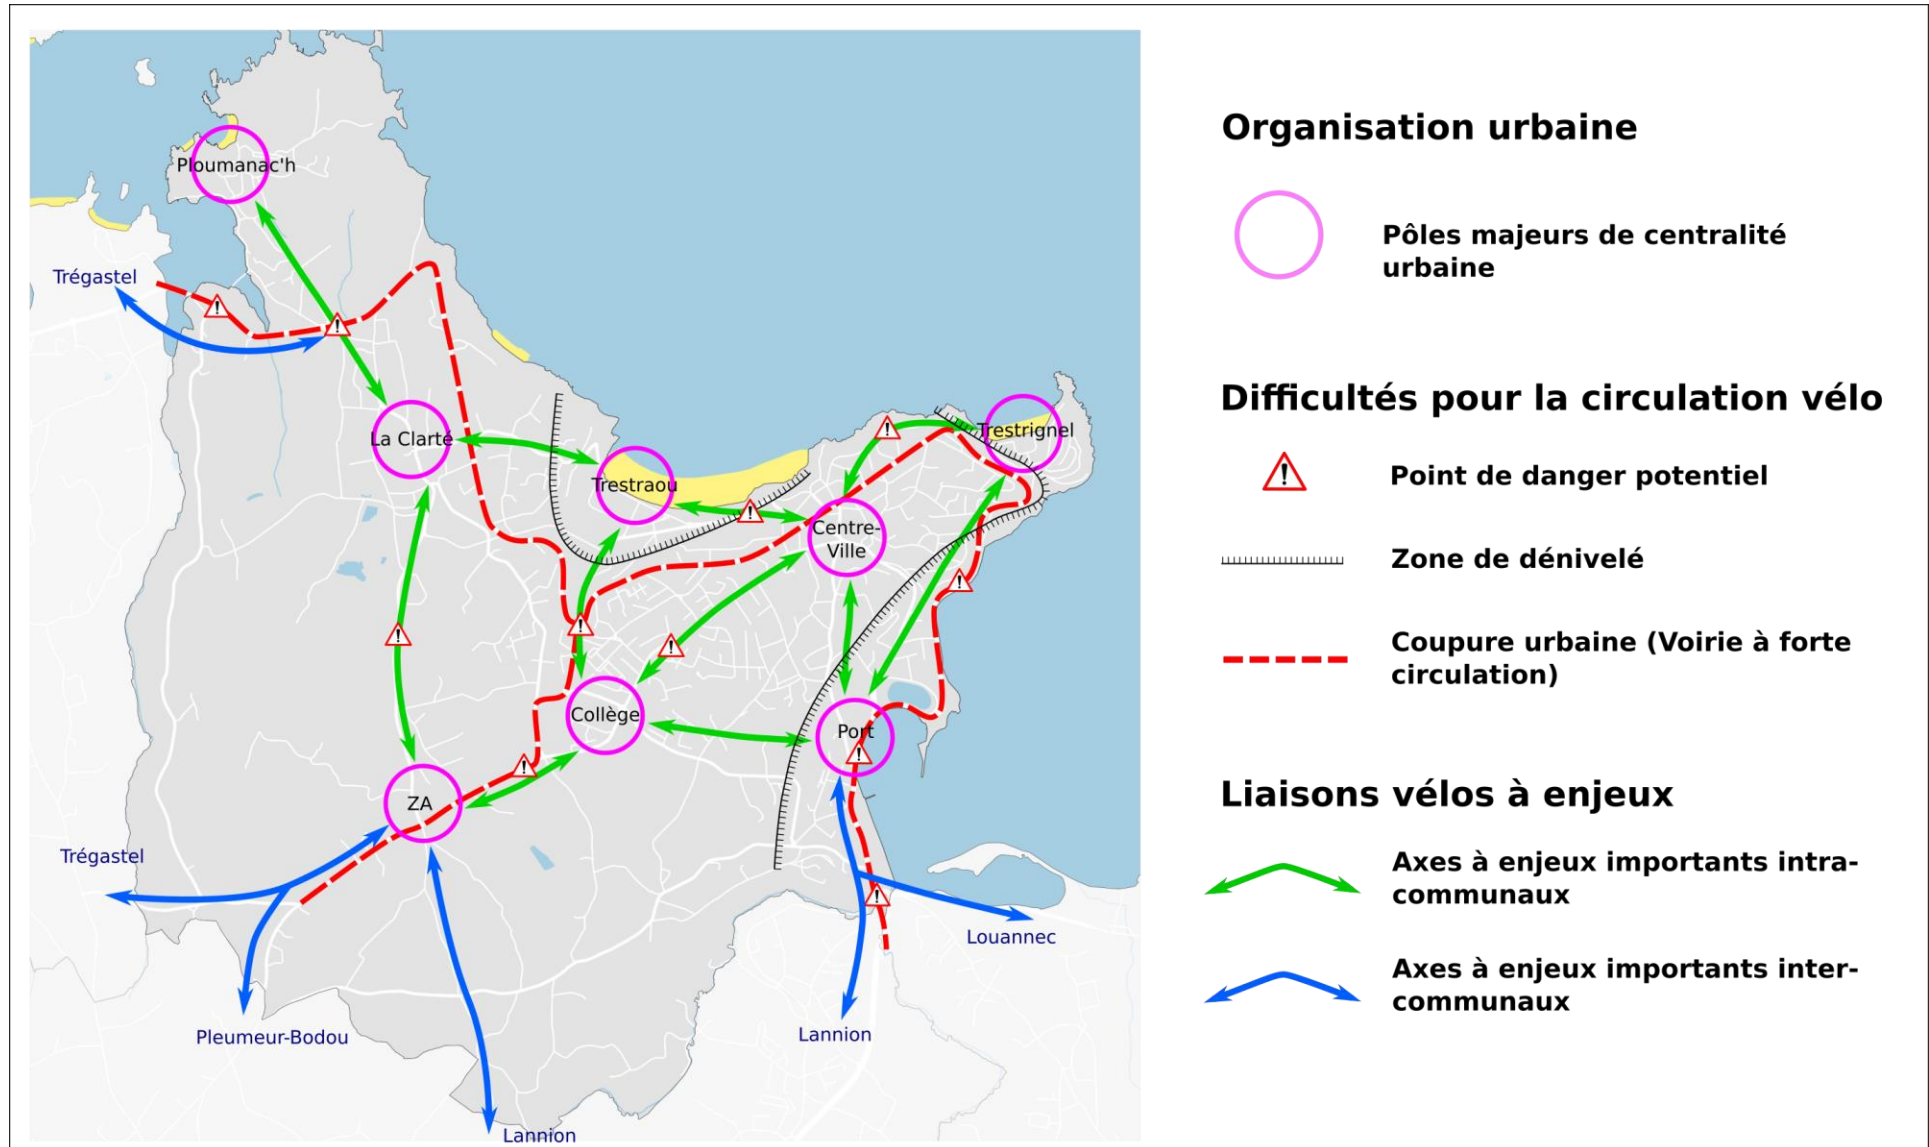 Ploumanac'h
Trégastel
La Clarté
Trestraou
Trestrignel
Centre-
Ville
Collège
Port
ZA
Trégastel
Pleumeur-Bodou
Lannion
Lannion
Louannec
Organisation urbaine
Pôles majeurs de centralité
urbaine
Difficultés pour la circulation vélo
Point de danger potentiel
Zone de dénivelé
Coupure urbaine (Voirie à forte
circulation)
Liaisons vélos à enjeux
Axes à enjeux importants intra-
communaux
Axes à enjeux importants inter-
communaux